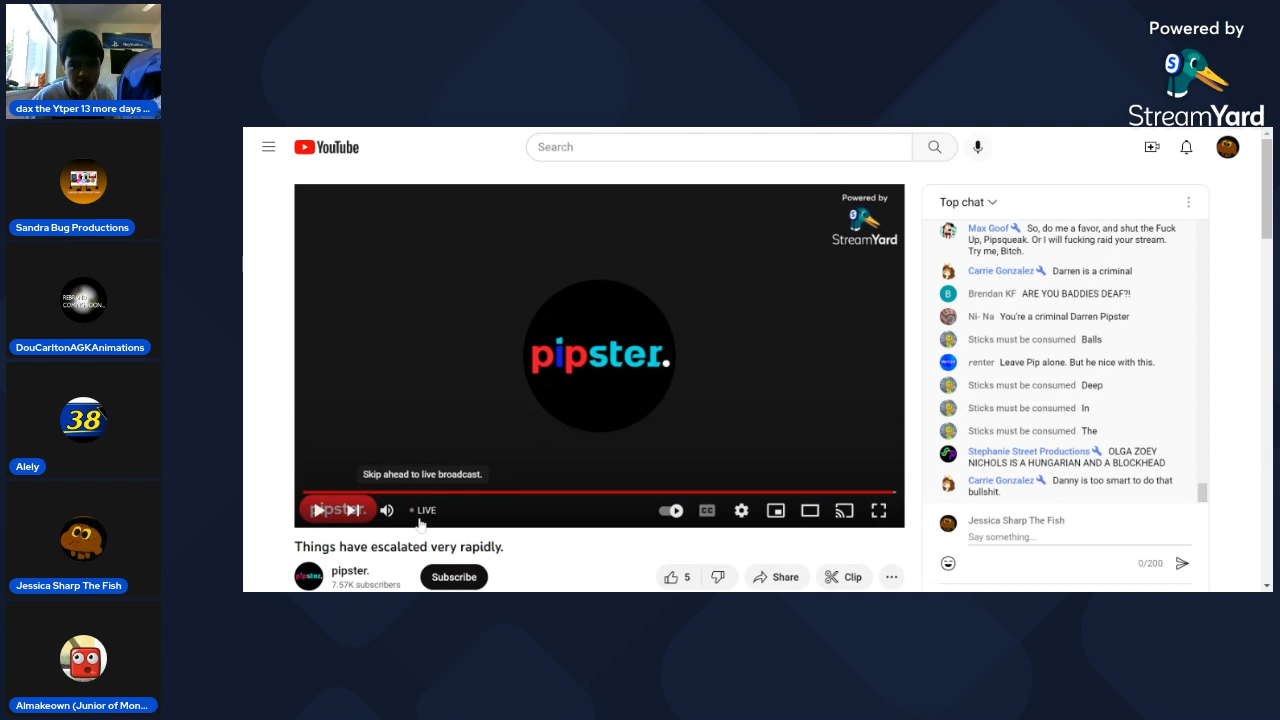 dax the Ytper 13 more days ...
Sandra Bug Productions
DouCarltonAGKAnimations
38
Alely
Jessica Sharp The Fish
Almakeown (Junior of Mon...
Powered by
StreamYard
YouTube
Search
Powered by
StreamYard
pipster.
Skip ahead to live broadcast.
LIVE
CC
Things have escalated very rapidly.
pipster.
7.57K subscribers
Subscribe
5
Share
Clip
Top chat
Max Goof So, do me a favor, and shut the Fuck
Up, Pipsqueak. Or I will fucking raid your stream.
Try me, Bitch.
Carrie Gonzalez Darren is a criminal
B Brendan KF ARE YOU BADDIES DEAF?!
Ni- Na You're a criminal Darren Pipster
Sticks must be consumed Balls
renter Leave Pip alone. But he nice with this.
Sticks must be consumed Deep
Sticks must be consumed In
Sticks must be consumed The
Stephanie Street Productions OLGA ZOEY
NICHOLS IS A HUNGARIAN AND A BLOCKHEAD
Carrie Gonzalez Danny is too smart to do that
bullshit.
Jessica Sharp The Fish
Say something...
0/200